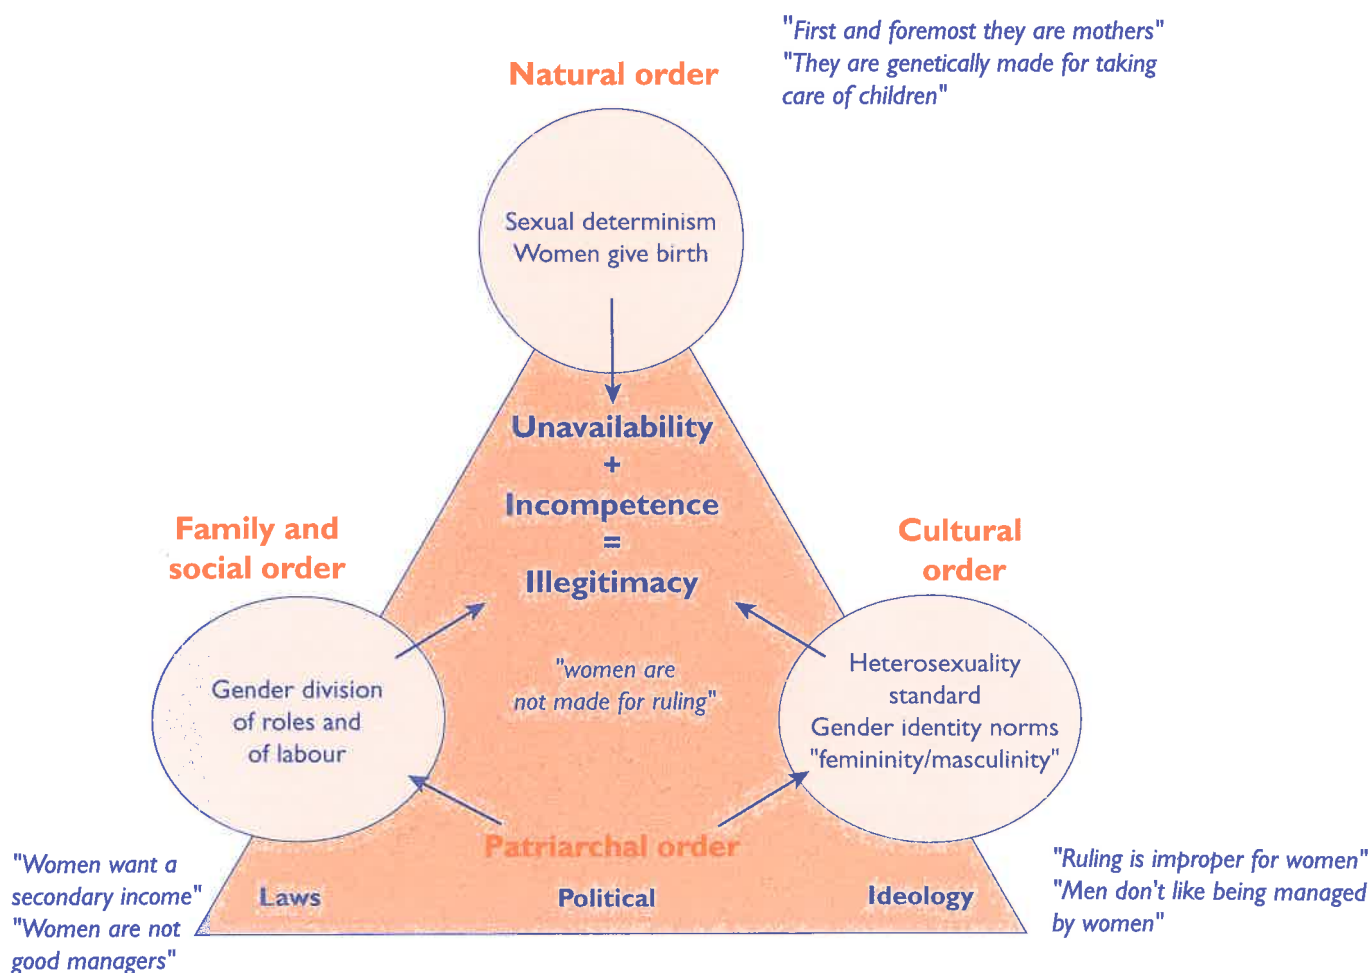 "First and foremost they are mothers"
"They are genetically made for taking
care of children"
Natural order
Sexual determinism
Women give birth
Unavailability
+
Incompetence
=
Illegitimacy
"women are
not made for ruling"
Family and
social order
Gender division
of roles and
of labour
Cultural
order
Heterosexuality
standard
Gender identity norms
"femininity/masculinity"
Patriarchal order
Laws
Political
Ideology
"Women want a
secondary income"
"Women are not
good managers"
"Ruling is improper for women"
"Men don't like being managed
by women"